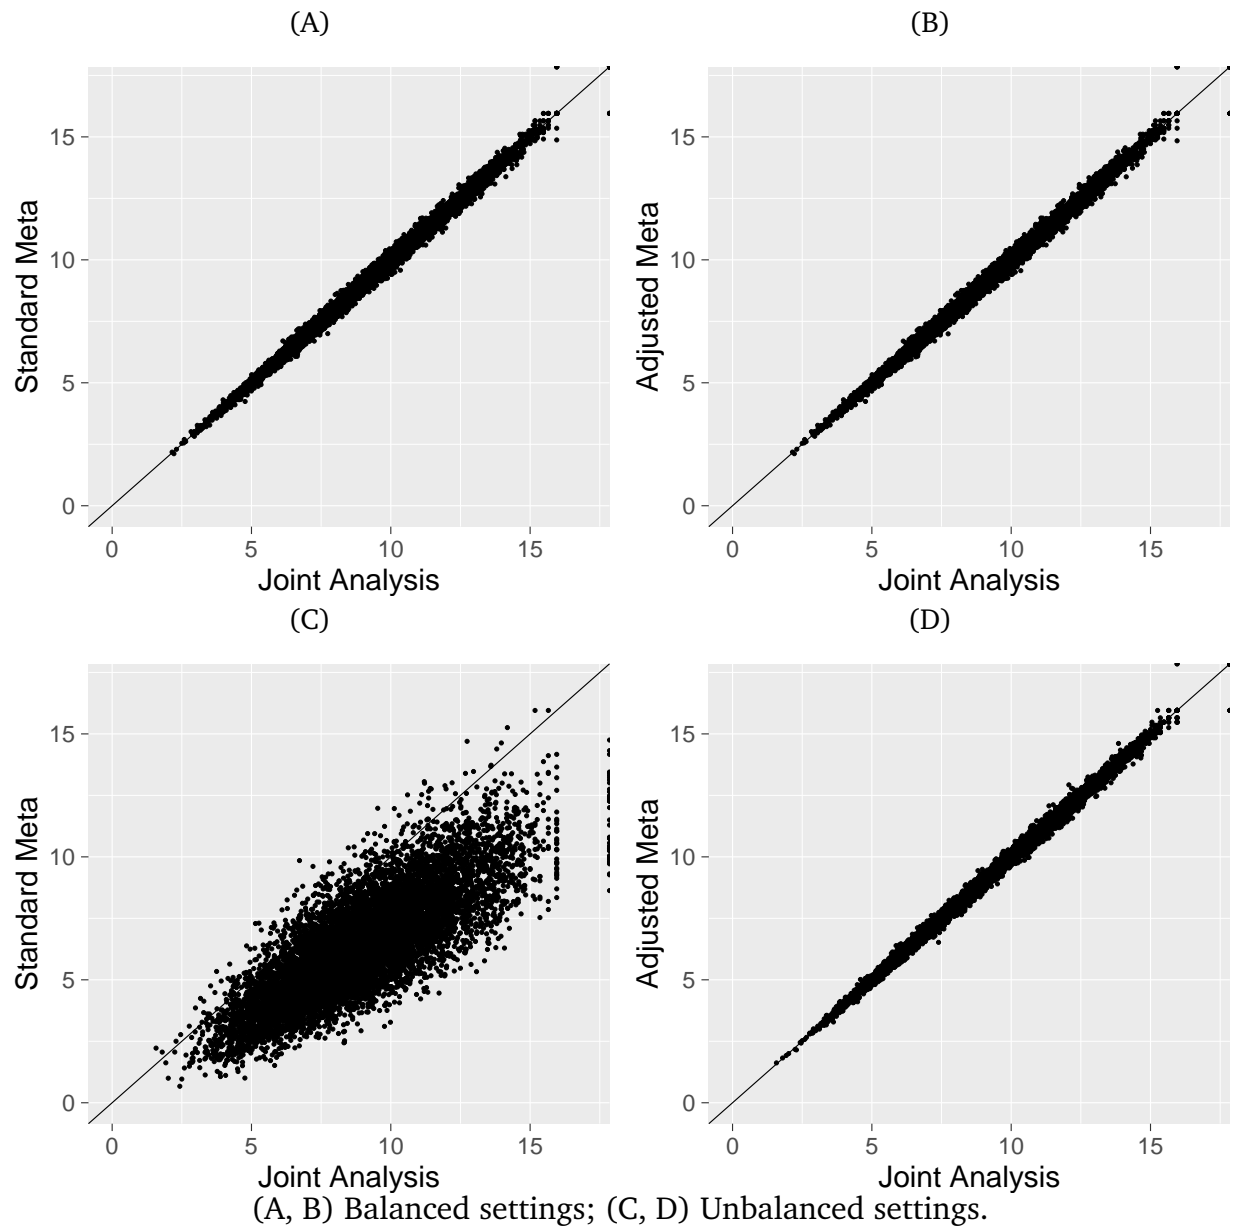 (A) (B)
15 15
10 10
5 5
0 0
Standard Meta Adjusted Meta
0 5 10 15 0 5 10 15
Joint Analysis Joint Analysis
(C) (D)
15 15
10 10
5 5
0 0
Standard Meta Adjusted Meta
0 5 10 15 0 5 10 15
Joint Analysis Joint Analysis
(A, B) Balanced settings; (C, D) Unbalanced settings.